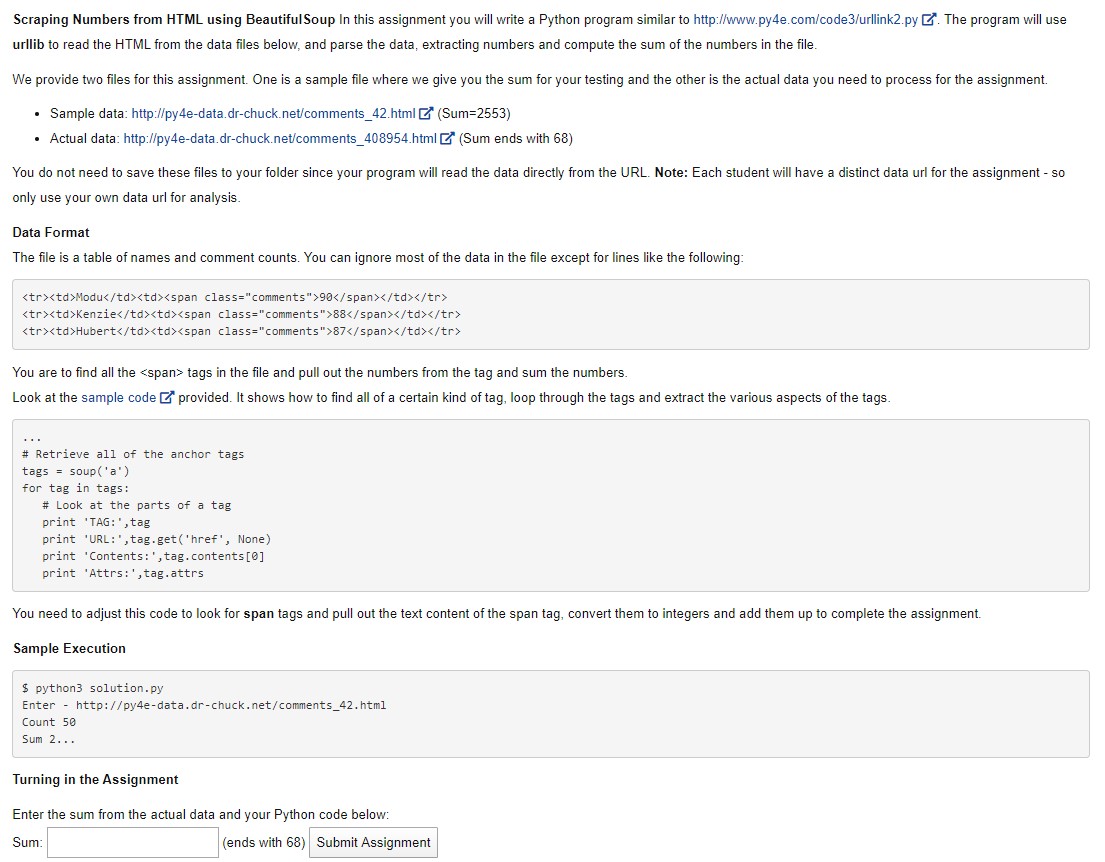 Scraping Numbers from HTML using BeautifulSoup In this assignment you will write a Python program similar to http://www.py4e.com/code3/urllink2.py. The program will use
urllib to read the HTML from the data files below, and parse the data, extracting numbers and compute the sum of the numbers in the file.
We provide two files for this assignment. One is a sample file where we give you the sum for your testing and the other is the actual data you need to process for the assignment.
• Sample data: http://py4e-data.dr-chuck.net/comments_42.html (Sum=2553)
• Actual data: http://py4e-data.dr-chuck.net/comments_408954.html (Sum ends with 68)
You do not need to save these files to your folder since your program will read the data directly from the URL. Note: Each student will have a distinct data url for the assignment - so
only use your own data url for analysis.
Data Format
The file is a table of names and comment counts. You can ignore most of the data in the file except for lines like the following:
<tr><td>Modu</td><td><span class="comments">90</span></td></tr>
<tr><td>Kenzie</td><td><span class="comments">88</span></td></tr>
<tr><td>Hubert</td><td><span class="comments">87</span></td></tr>
You are to find all the <span> tags in the file and pull out the numbers from the tag and sum the numbers.
Look at the sample code provided. It shows how to find all of a certain kind of tag, loop through the tags and extract the various aspects of the tags.
...
# Retrieve all of the anchor tags
tags = soup('a')
for tag in tags:
   # Look at the parts of a tag
   print 'TAG:',tag
   print 'URL:',tag.get('href', None)
   print 'Contents:',tag.contents[0]
   print 'Attrs:',tag.attrs
You need to adjust this code to look for span tags and pull out the text content of the span tag, convert them to integers and add them up to complete the assignment.
Sample Execution
$ python3 solution.py
Enter - http://py4e-data.dr-chuck.net/comments_42.html
Count 50
Sum 2...
Turning in the Assignment
Enter the sum from the actual data and your Python code below:
Sum: (ends with 68) Submit Assignment